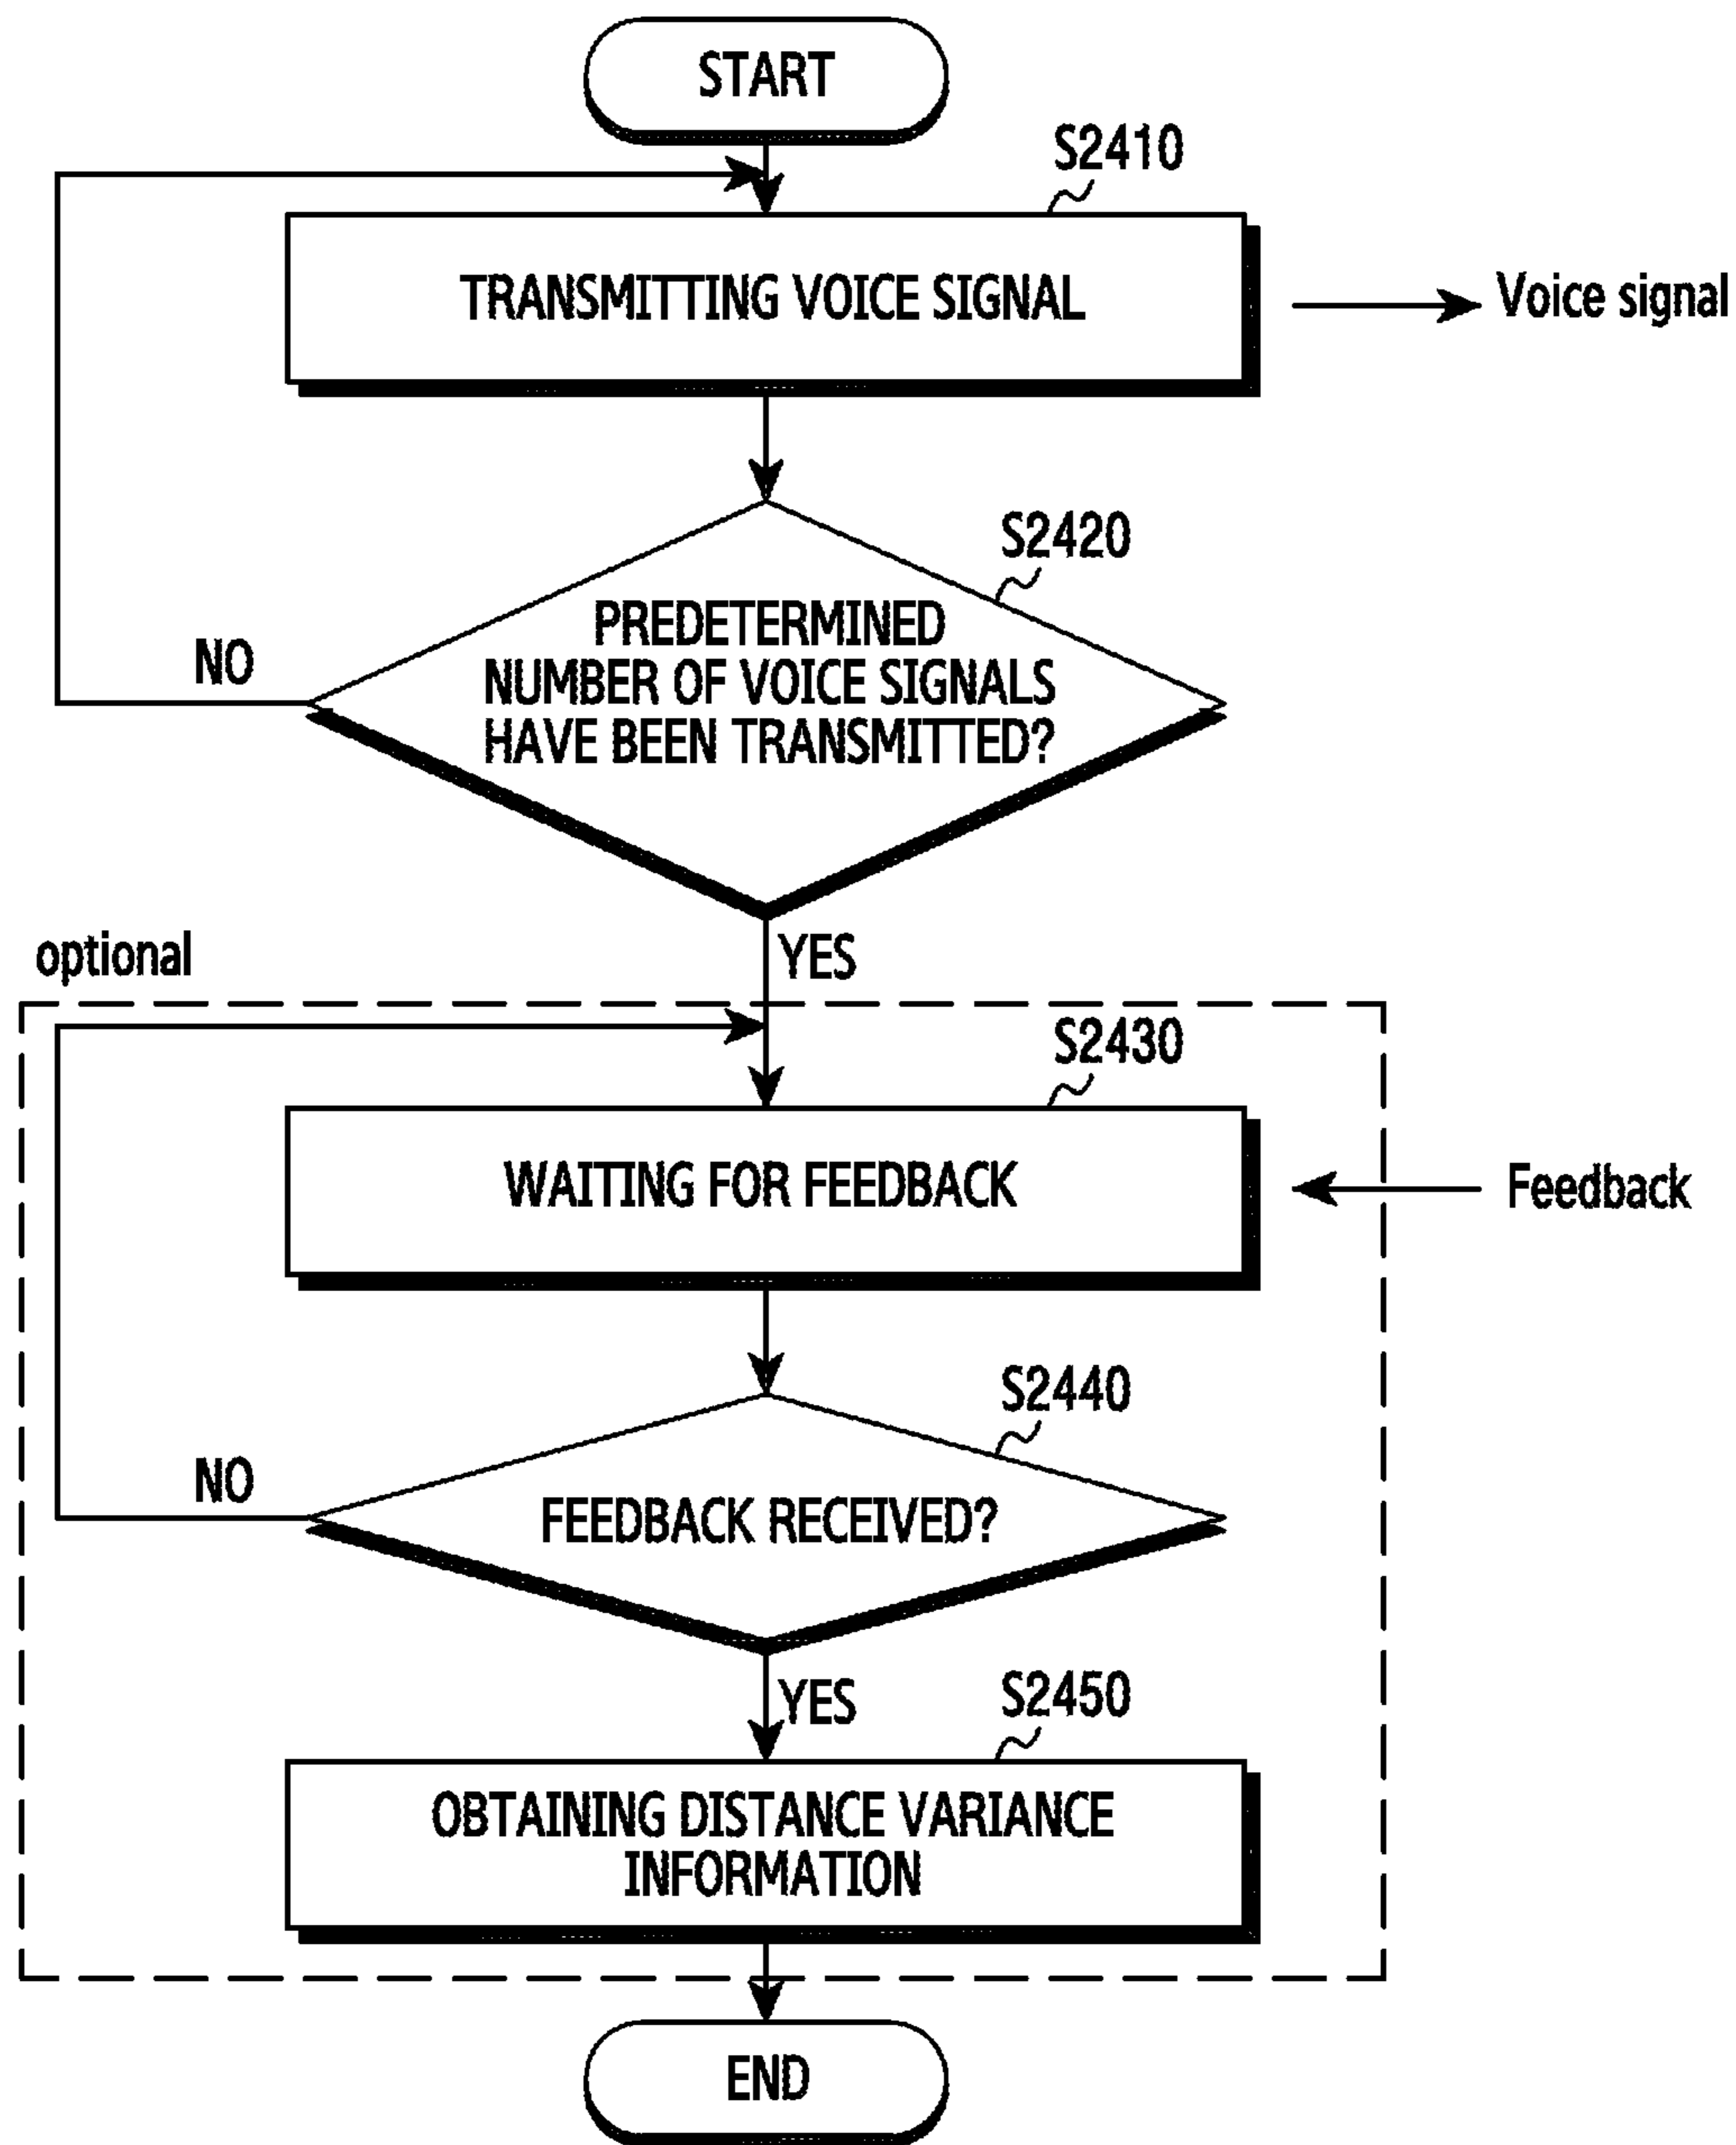 START
S2410
TRANSMITTING VOICE SIGNAL
Voice signal
S2420
PREDETERMINED
NUMBER OF VOICE SIGNALS
HAVE BEEN TRANSMITTED?
NO
YES
optional
S2430
WAITING FOR FEEDBACK
Feedback
S2440
FEEDBACK RECEIVED?
NO
YES
S2450
OBTAINING DISTANCE VARIANCE
INFORMATION
END